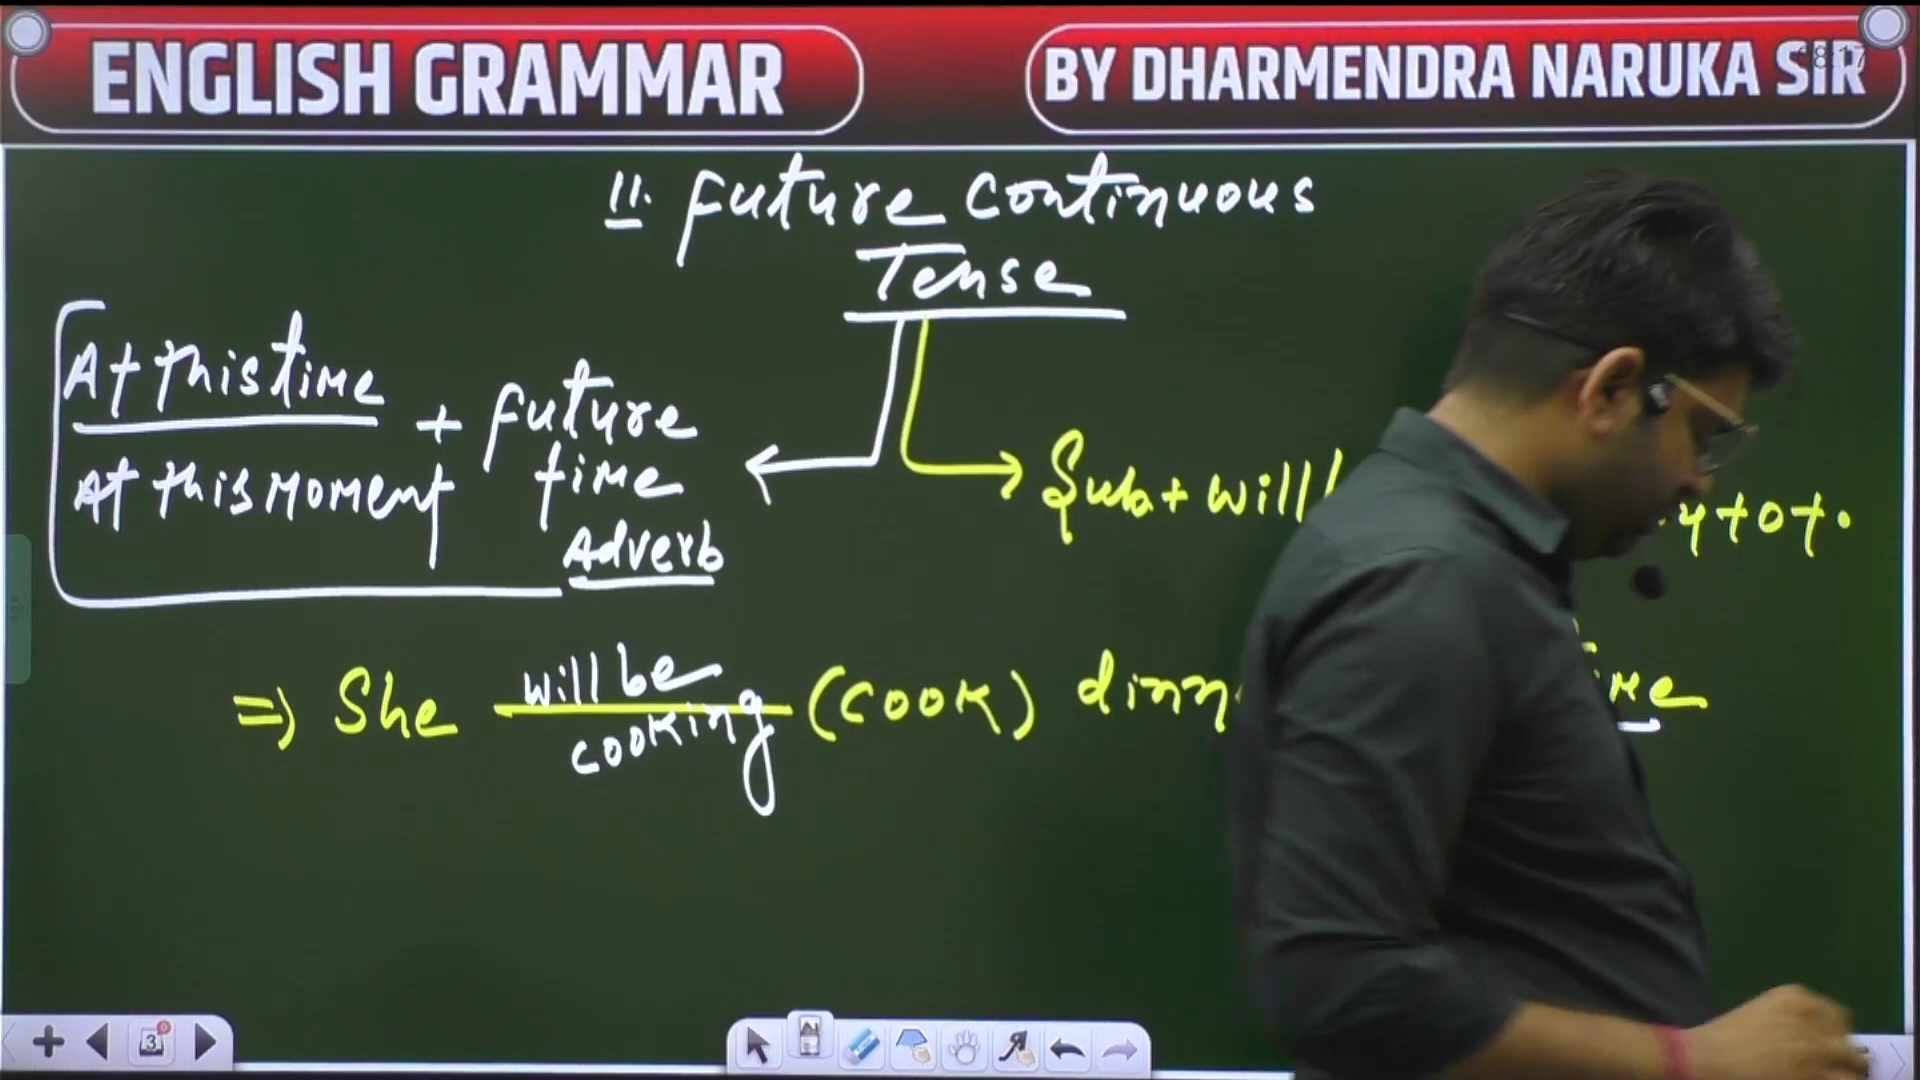 ENGLISH GRAMMAR
BY DHARMENDRA NARUKA SIR
11. Future continuous
Tense
At this time
At this moment
+ Future
time
Adverb
Sub + will
+ o + .
⇒ She will be cooking (cook)